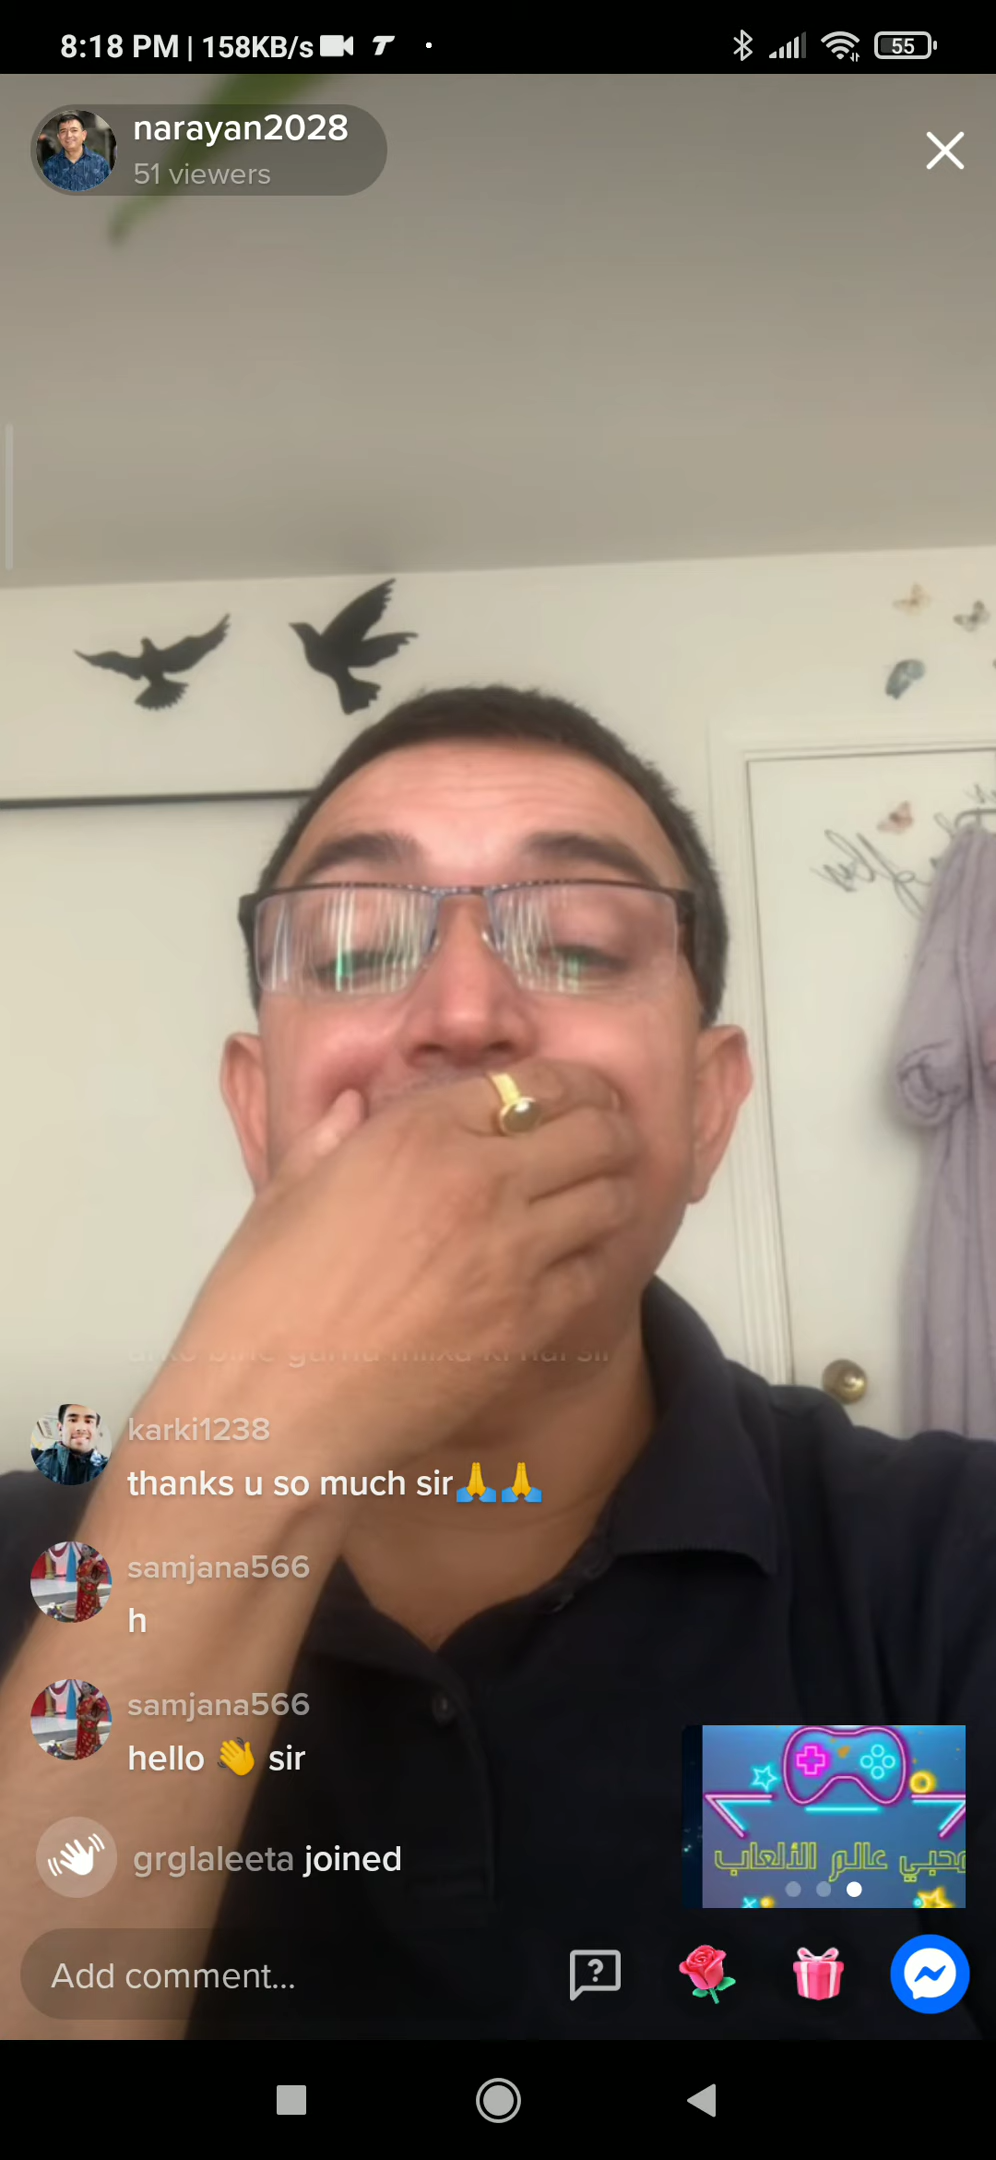 8:18 PM | 158KB/s
55
narayan2028
51 viewers
karki1238
thanks u so much sir🙏🙏
samjana566
h
samjana566
hello 👋 sir
محبي عالم الألعاب
grglaleeta joined
Add comment...